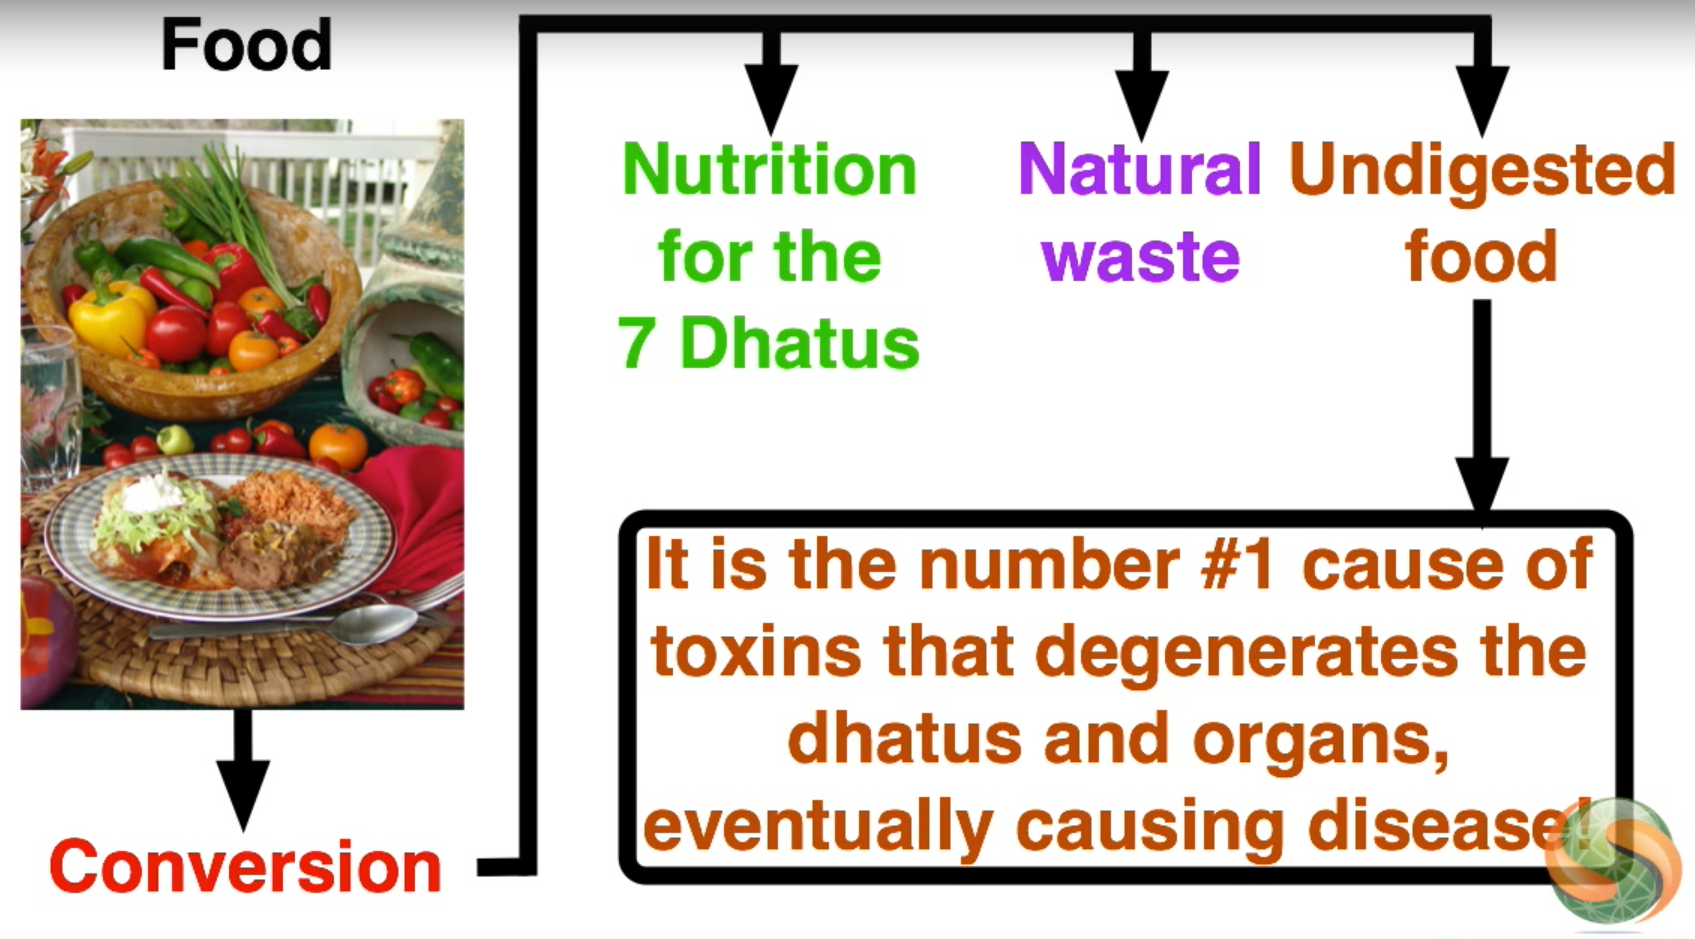 Food
Conversion
Nutrition
for the
7 Dhatus
Natural
waste
Undigested
food
It is the number #1 cause of
toxins that degenerates the
dhatus and organs,
eventually causing disease!